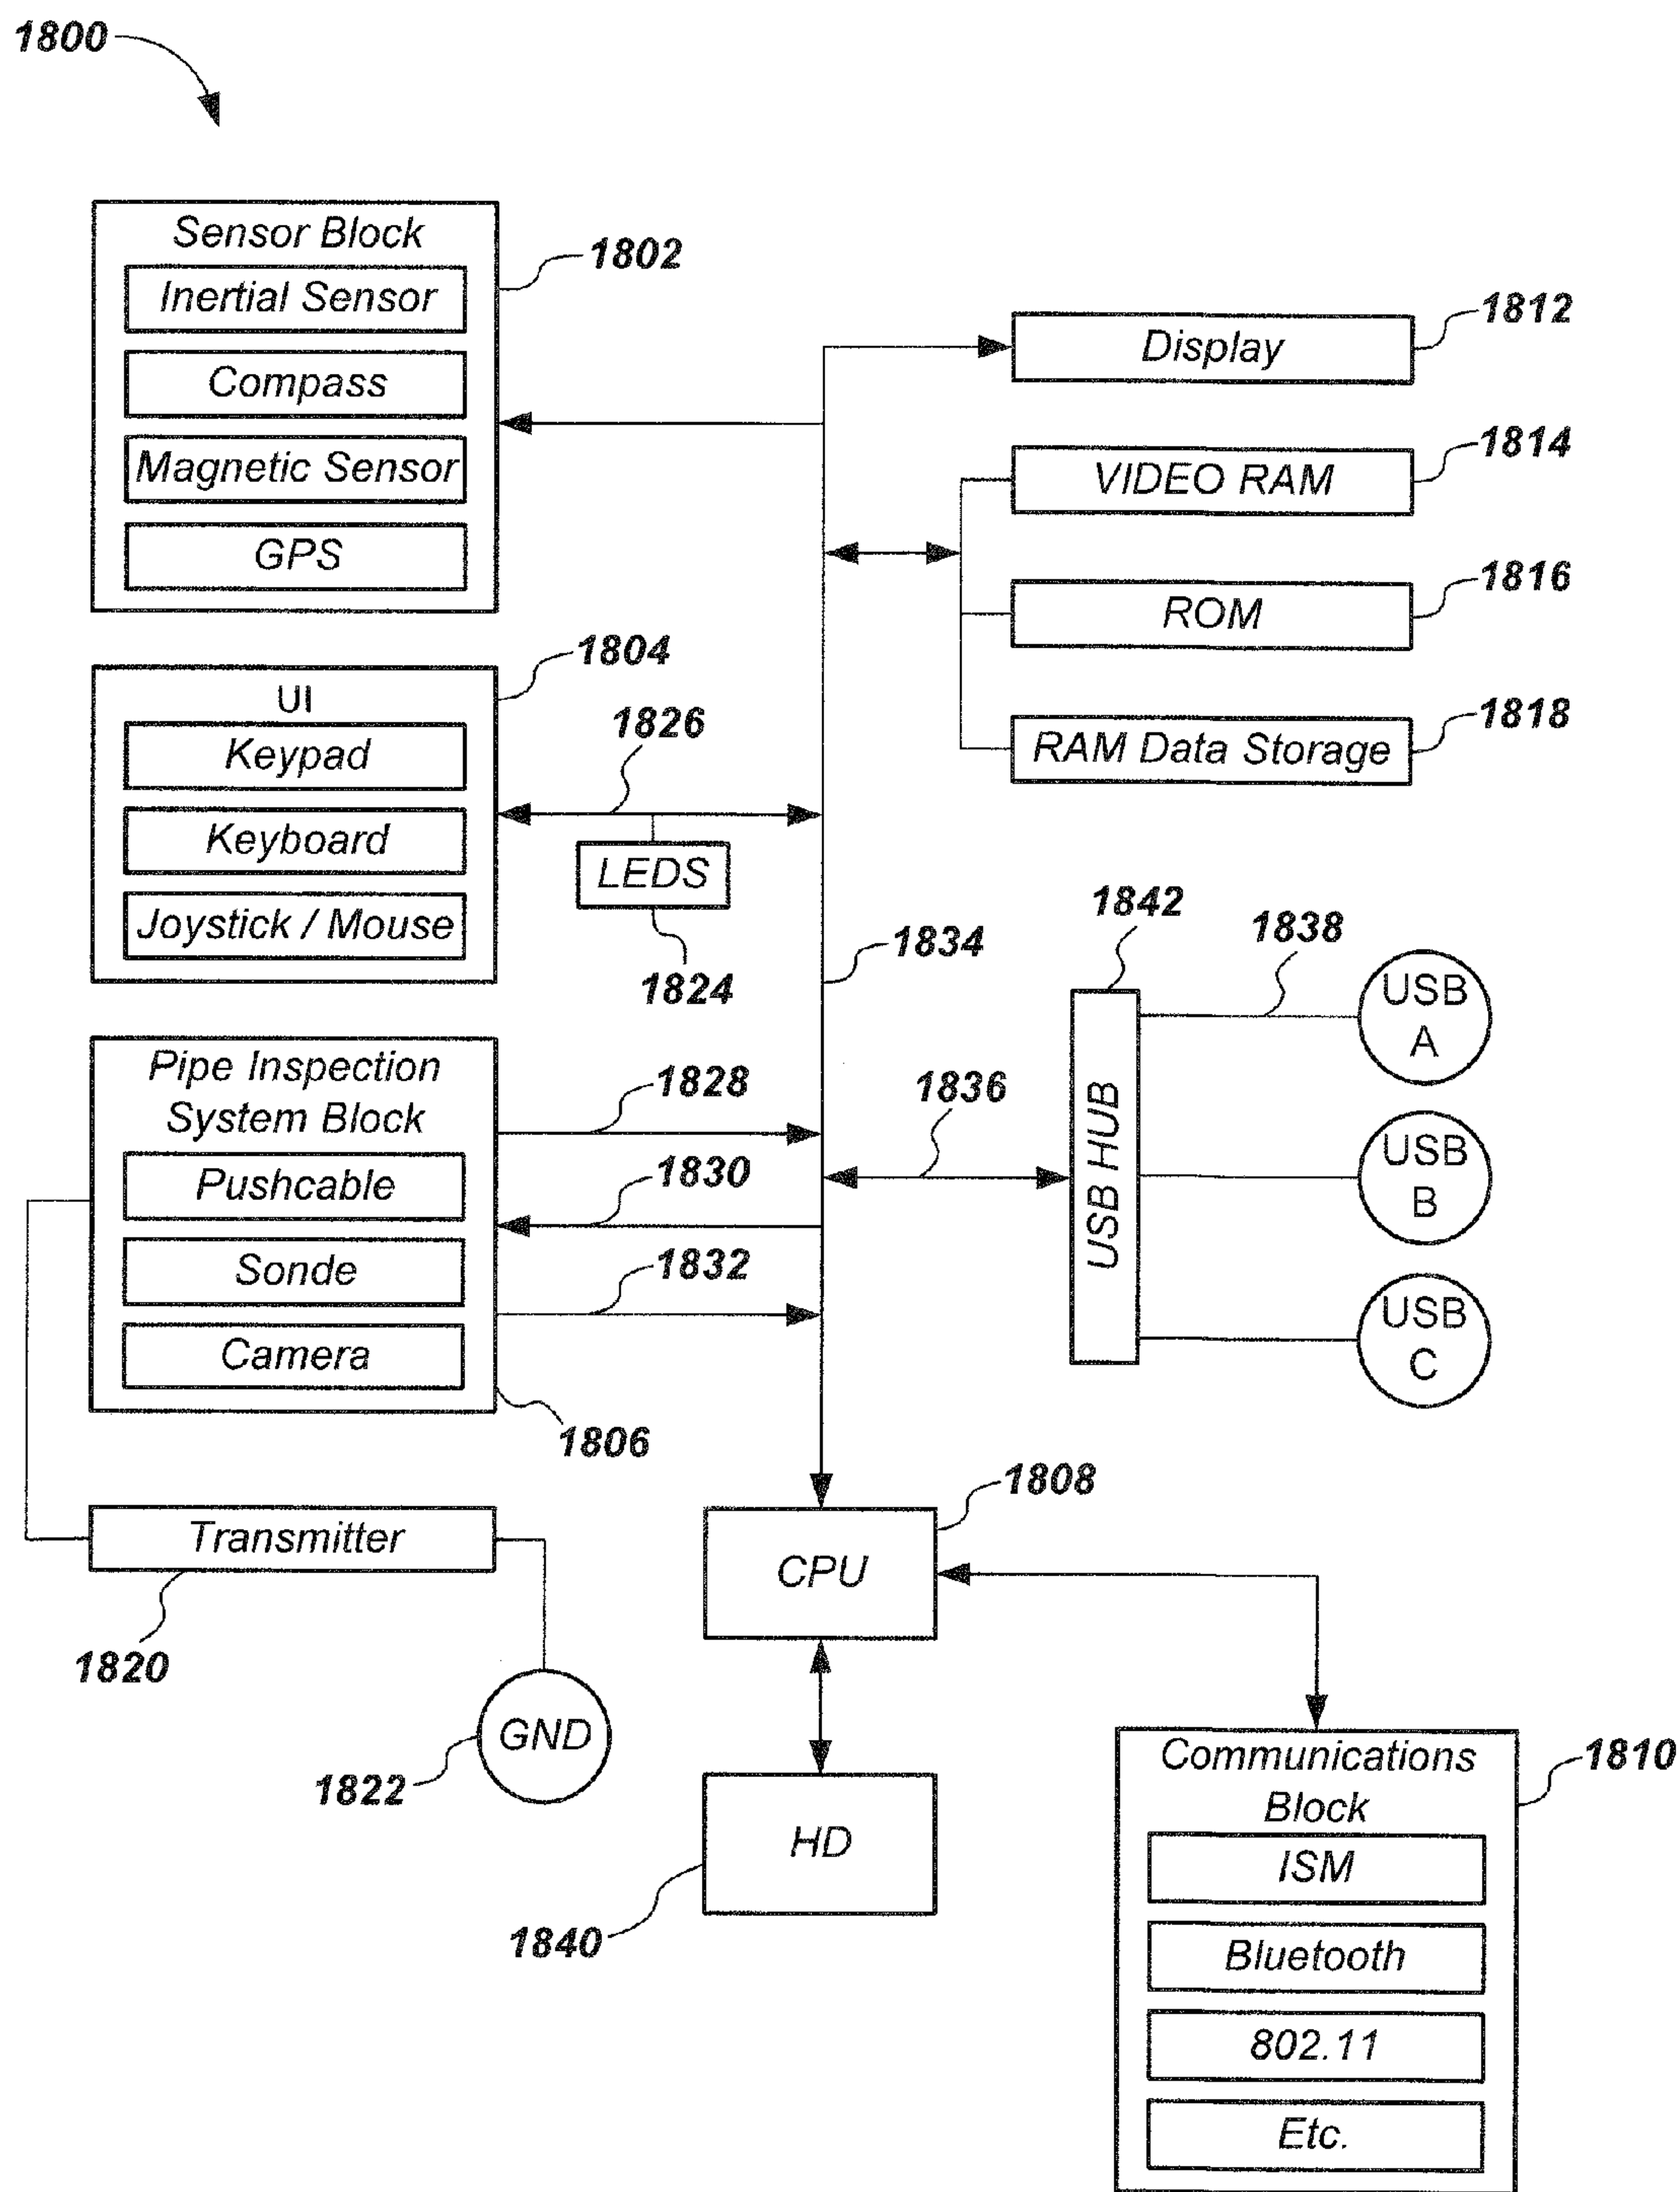 1800
Sensor Block
1802
Inertial Sensor
Compass
Magnetic Sensor
GPS
1812
Display
1814
VIDEO RAM
1816
ROM
1818
RAM Data Storage
1804
UI
Keypad
Keyboard
Joystick / Mouse
1826
LEDS
1824
1834
1842
1838
USB HUB
USB
A
USB
B
USB
C
1836
Pipe Inspection
System Block
Pushcable
Sonde
Camera
1828
1830
1832
1806
Transmitter
1820
GND
1822
1808
CPU
HD
1840
Communications
Block
1810
ISM
Bluetooth
802.11
Etc.